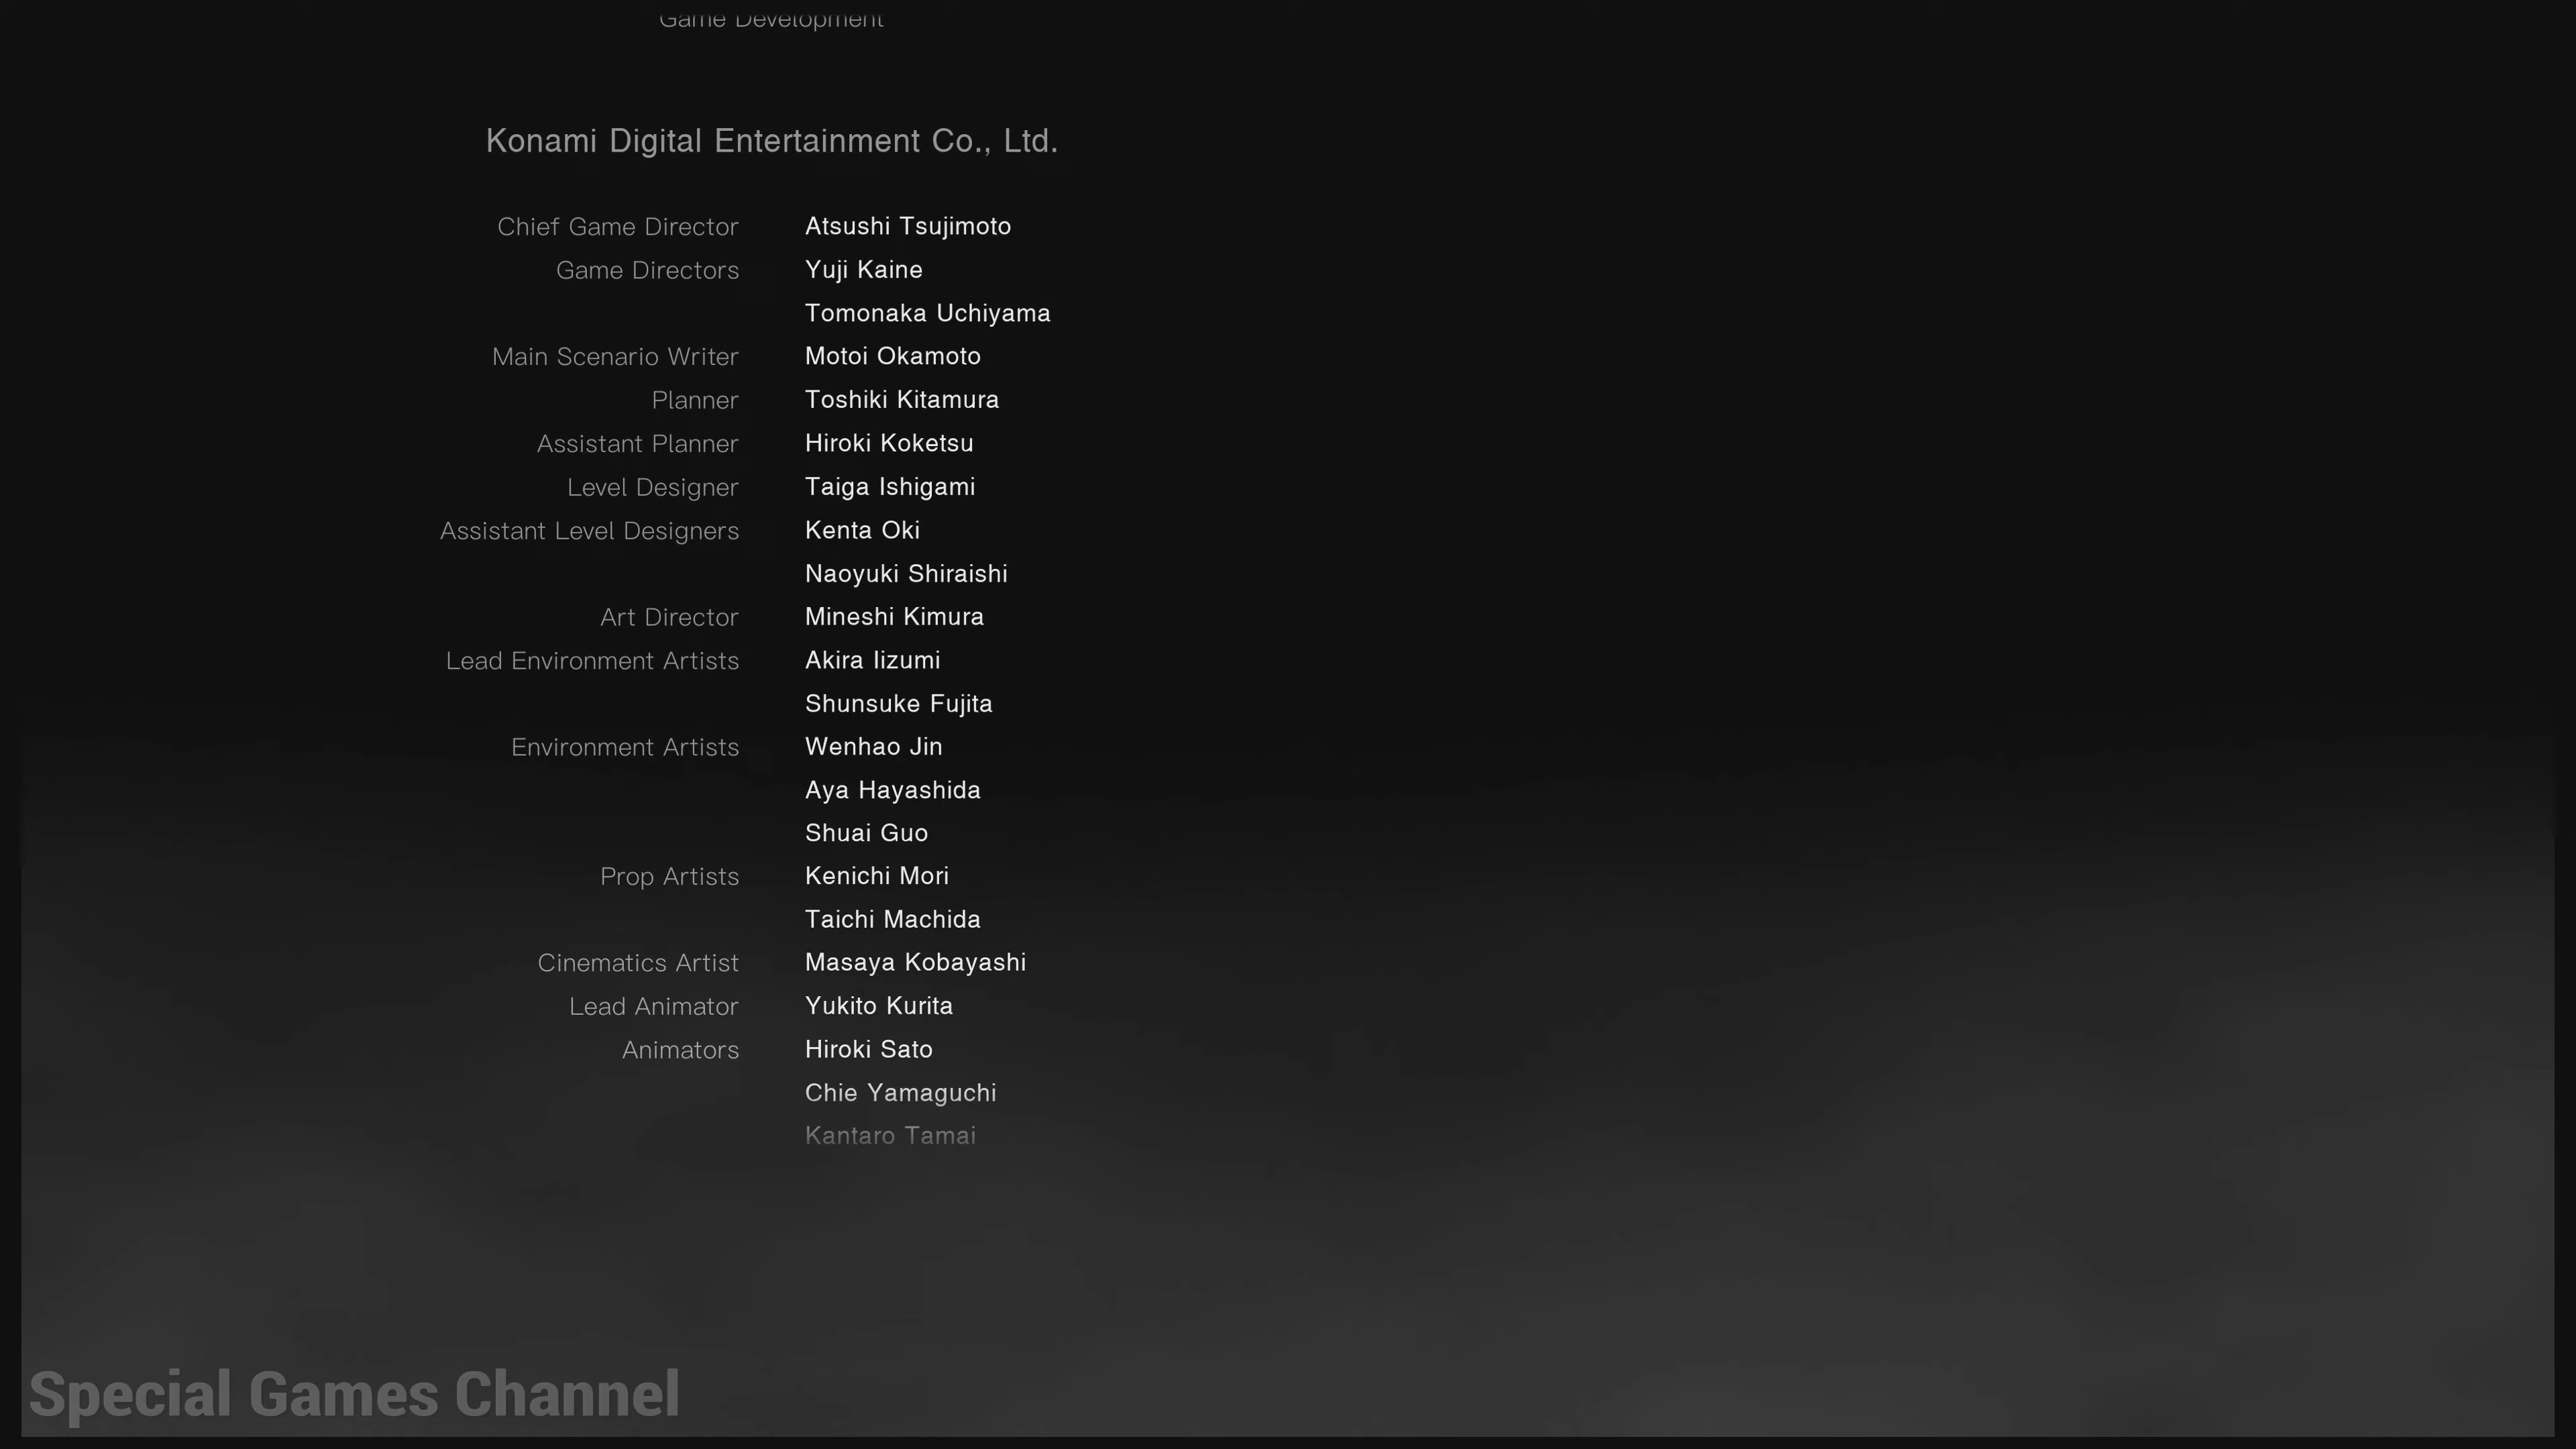 Game Development
Konami Digital Entertainment Co., Ltd.
Chief Game Director Atsushi Tsujimoto
Game Directors Yuji Kaine
Tomonaka Uchiyama
Main Scenario Writer Motoi Okamoto
Planner Toshiki Kitamura
Assistant Planner Hiroki Koketsu
Level Designer Taiga Ishigami
Assistant Level Designers Kenta Oki
Naoyuki Shiraishi
Art Director Mineshi Kimura
Lead Environment Artists Akira Iizumi
Shunsuke Fujita
Environment Artists Wenhao Jin
Aya Hayashida
Shuai Guo
Prop Artists Kenichi Mori
Taichi Machida
Cinematics Artist Masaya Kobayashi
Lead Animator Yukito Kurita
Animators Hiroki Sato
Chie Yamaguchi
Kantaro Tamai
Special Games Channel